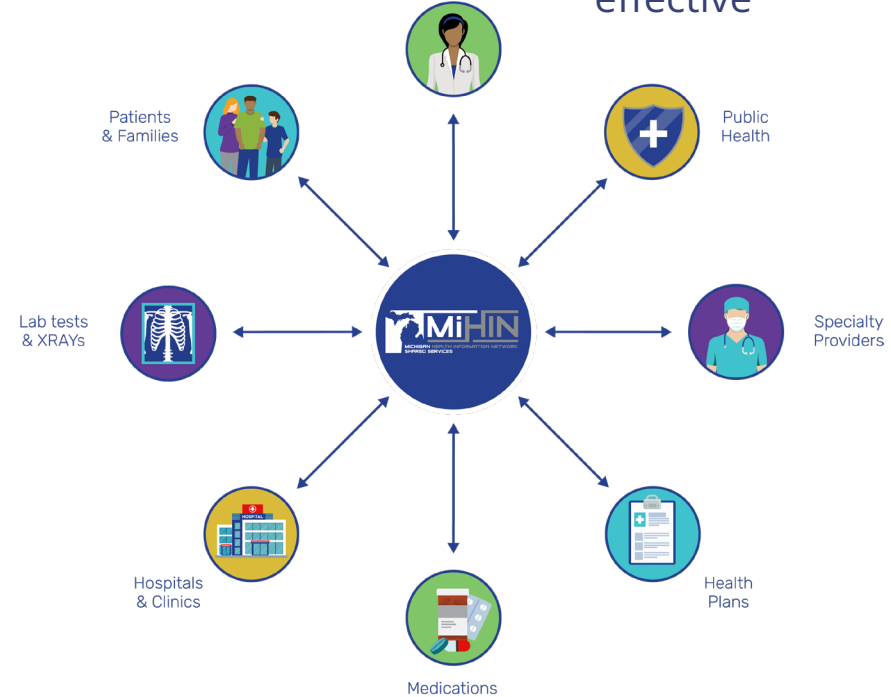 effective
Patients
& Families
Public
Health
MiHIN
MICHIGAN HEALTH INFORMATION NETWORK
SHARED SERVICES
Lab tests
& XRAYs
Specialty
Providers
HOSPITAL
Hospitals
& Clinics
Health
Plans
Medications